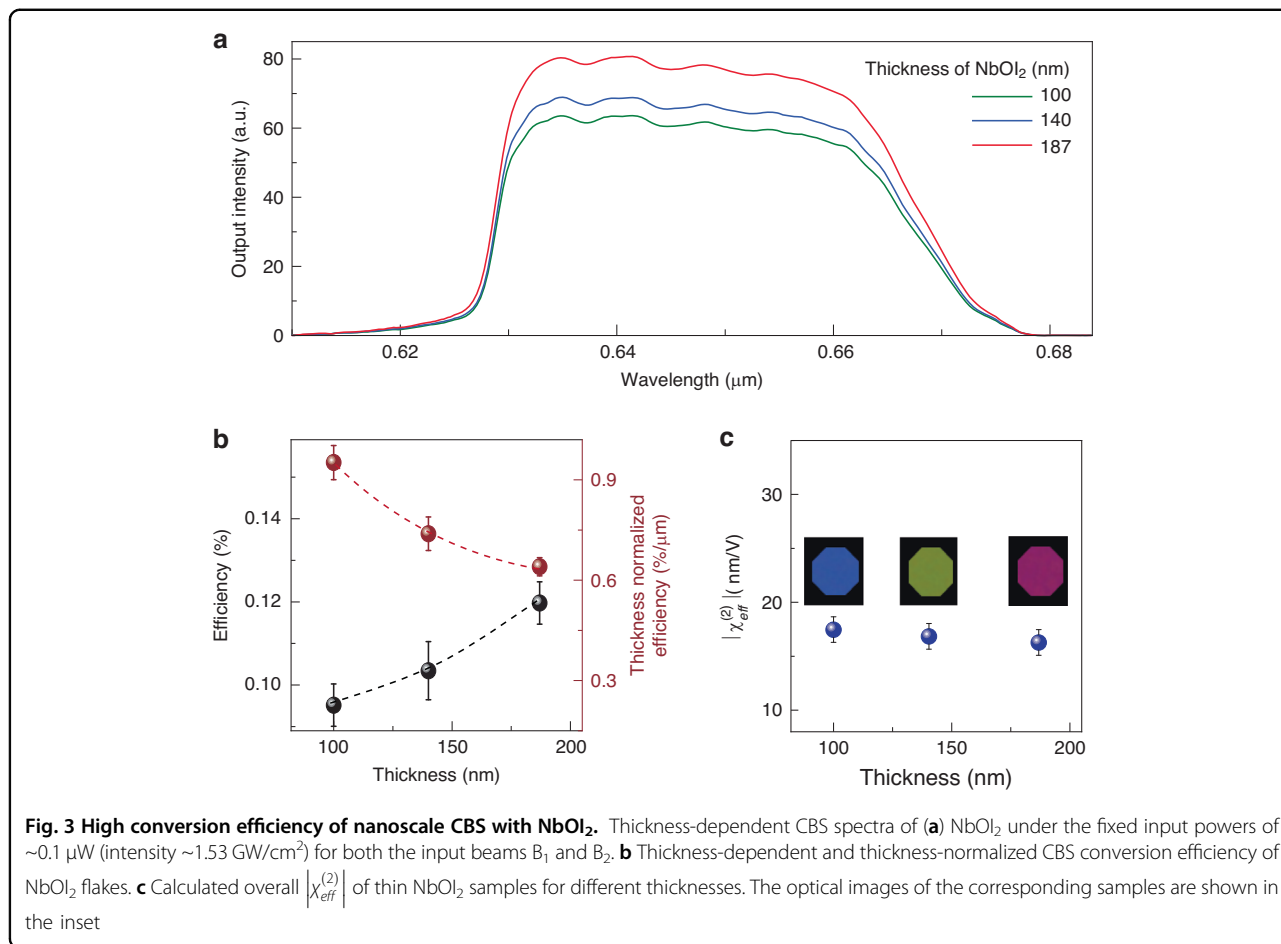 a
80
60
40
20
0
Output intensity (a.u.)
Thickness of NbOI₂ (nm)
100
140
187
0.62
0.64
0.66
0.68
Wavelength (μm)
b
0.14
0.12
0.10
Efficiency (%)
0.9
0.6
0.3
Thickness normalized
efficiency (%/μm)
100
150
200
Thickness (nm)
c
30
20
10
|χ_eff^(2)|( nm/V)
100
150
200
Thickness (nm)
Fig. 3 High conversion efficiency of nanoscale CBS with NbOI₂. Thickness-dependent CBS spectra of (a) NbOI₂ under the fixed input powers of
~0.1 μW (intensity ~1.53 GW/cm²) for both the input beams B₁ and B₂. b Thickness-dependent and thickness-normalized CBS conversion efficiency of
NbOI₂ flakes. c Calculated overall |χ_eff^(2)| of thin NbOI₂ samples for different thicknesses. The optical images of the corresponding samples are shown in
the inset